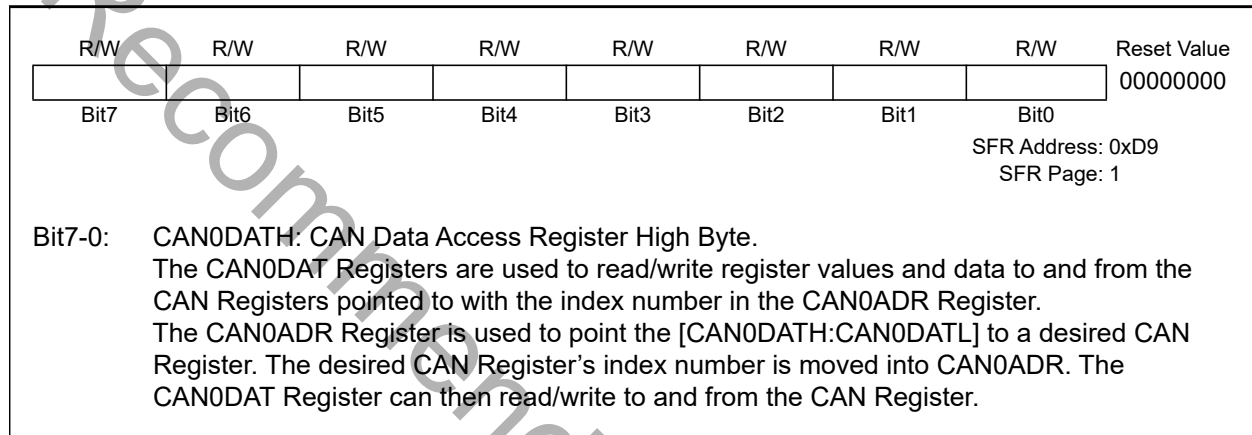 R/W R/W R/W R/W R/W R/W R/W R/W Reset Value
00000000
Bit7 Bit6 Bit5 Bit4 Bit3 Bit2 Bit1 Bit0
SFR Address: 0xD9
SFR Page: 1
Bit7-0: CAN0DATH: CAN Data Access Register High Byte.
The CAN0DAT Registers are used to read/write register values and data to and from the
CAN Registers pointed to with the index number in the CAN0ADR Register.
The CAN0ADR Register is used to point the [CAN0DATH:CAN0DATL] to a desired CAN
Register. The desired CAN Register’s index number is moved into CAN0ADR. The
CAN0DAT Register can then read/write to and from the CAN Register.